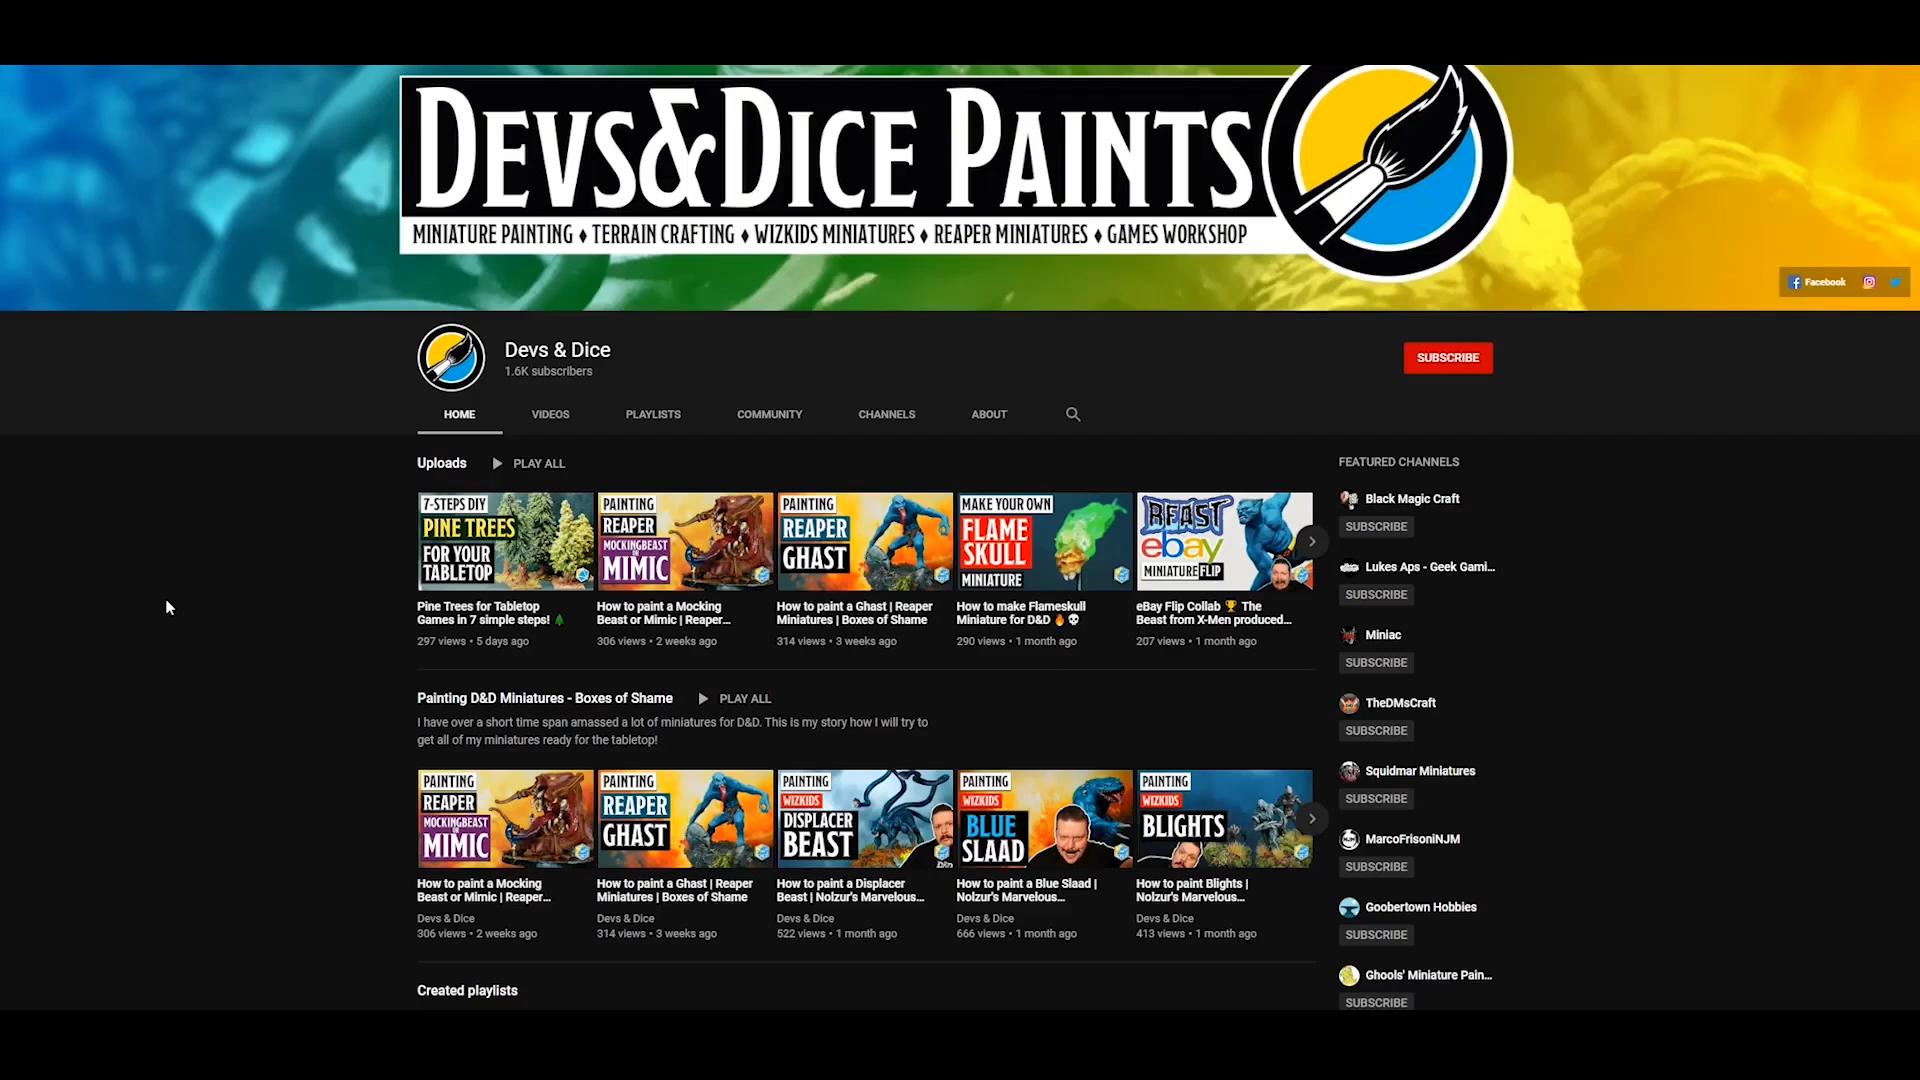 DEVS&DICE PAINTS
MINIATURE PAINTING ♦ TERRAIN CRAFTING ♦ WIZKIDS MINIATURES ♦ REAPER MINIATURES ♦ GAMES WORKSHOP
Facebook
Devs & Dice
1.6K subscribers
SUBSCRIBE
HOME VIDEOS PLAYLISTS COMMUNITY CHANNELS ABOUT
Uploads PLAY ALL
7-STEPS DIY
PINE TREES
FOR YOUR
TABLETOP
PAINTING
REAPER
MOCKINGBEAST
OR
MIMIC
PAINTING
REAPER
GHAST
MAKE YOUR OWN
FLAME
SKULL
MINIATURE
BEAST
ebay
MINIATURE FLIP
Pine Trees for Tabletop
Games in 7 simple steps! 🌲
297 views • 5 days ago
How to paint a Mocking
Beast or Mimic | Reaper...
306 views • 2 weeks ago
How to paint a Ghast | Reaper
Miniatures | Boxes of Shame
314 views • 3 weeks ago
How to make Flameskull
Miniature for D&D 🔥💀
290 views • 1 month ago
eBay Flip Collab 🏆 The
Beast from X-Men produced...
207 views • 1 month ago
Painting D&D Miniatures - Boxes of Shame PLAY ALL
I have over a short time span amassed a lot of miniatures for D&D. This is my story how I will try to
get all of my miniatures ready for the tabletop!
PAINTING
REAPER
MOCKINGBEAST
OR
MIMIC
PAINTING
REAPER
GHAST
PAINTING
WIZKIDS
DISPLACER
BEAST
PAINTING
WIZKIDS
BLUE
SLAAD
PAINTING
WIZKIDS
BLIGHTS
How to paint a Mocking
Beast or Mimic | Reaper...
Devs & Dice
306 views • 2 weeks ago
How to paint a Ghast | Reaper
Miniatures | Boxes of Shame
Devs & Dice
314 views • 3 weeks ago
How to paint a Displacer
Beast | Nolzur's Marvelous...
Devs & Dice
522 views • 1 month ago
How to paint a Blue Slaad |
Nolzur's Marvelous...
Devs & Dice
666 views • 1 month ago
How to paint Blights |
Nolzur's Marvelous...
Devs & Dice
413 views • 1 month ago
Created playlists
FEATURED CHANNELS
Black Magic Craft
SUBSCRIBE
Lukes Aps - Geek Gami...
SUBSCRIBE
Miniac
SUBSCRIBE
TheDMsCraft
SUBSCRIBE
Squidmar Miniatures
SUBSCRIBE
MarcoFrisoniNJM
SUBSCRIBE
Goobertown Hobbies
SUBSCRIBE
Ghools' Miniature Pain...
SUBSCRIBE